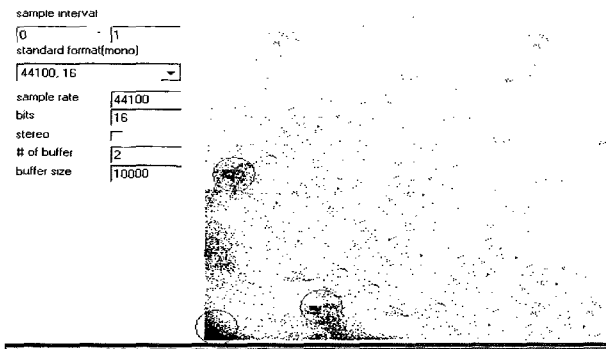 sample interval
0 - 1
standard format(mono)
44100, 16
sample rate 44100
bits 16
stereo
# of buffer 2
buffer size 10000